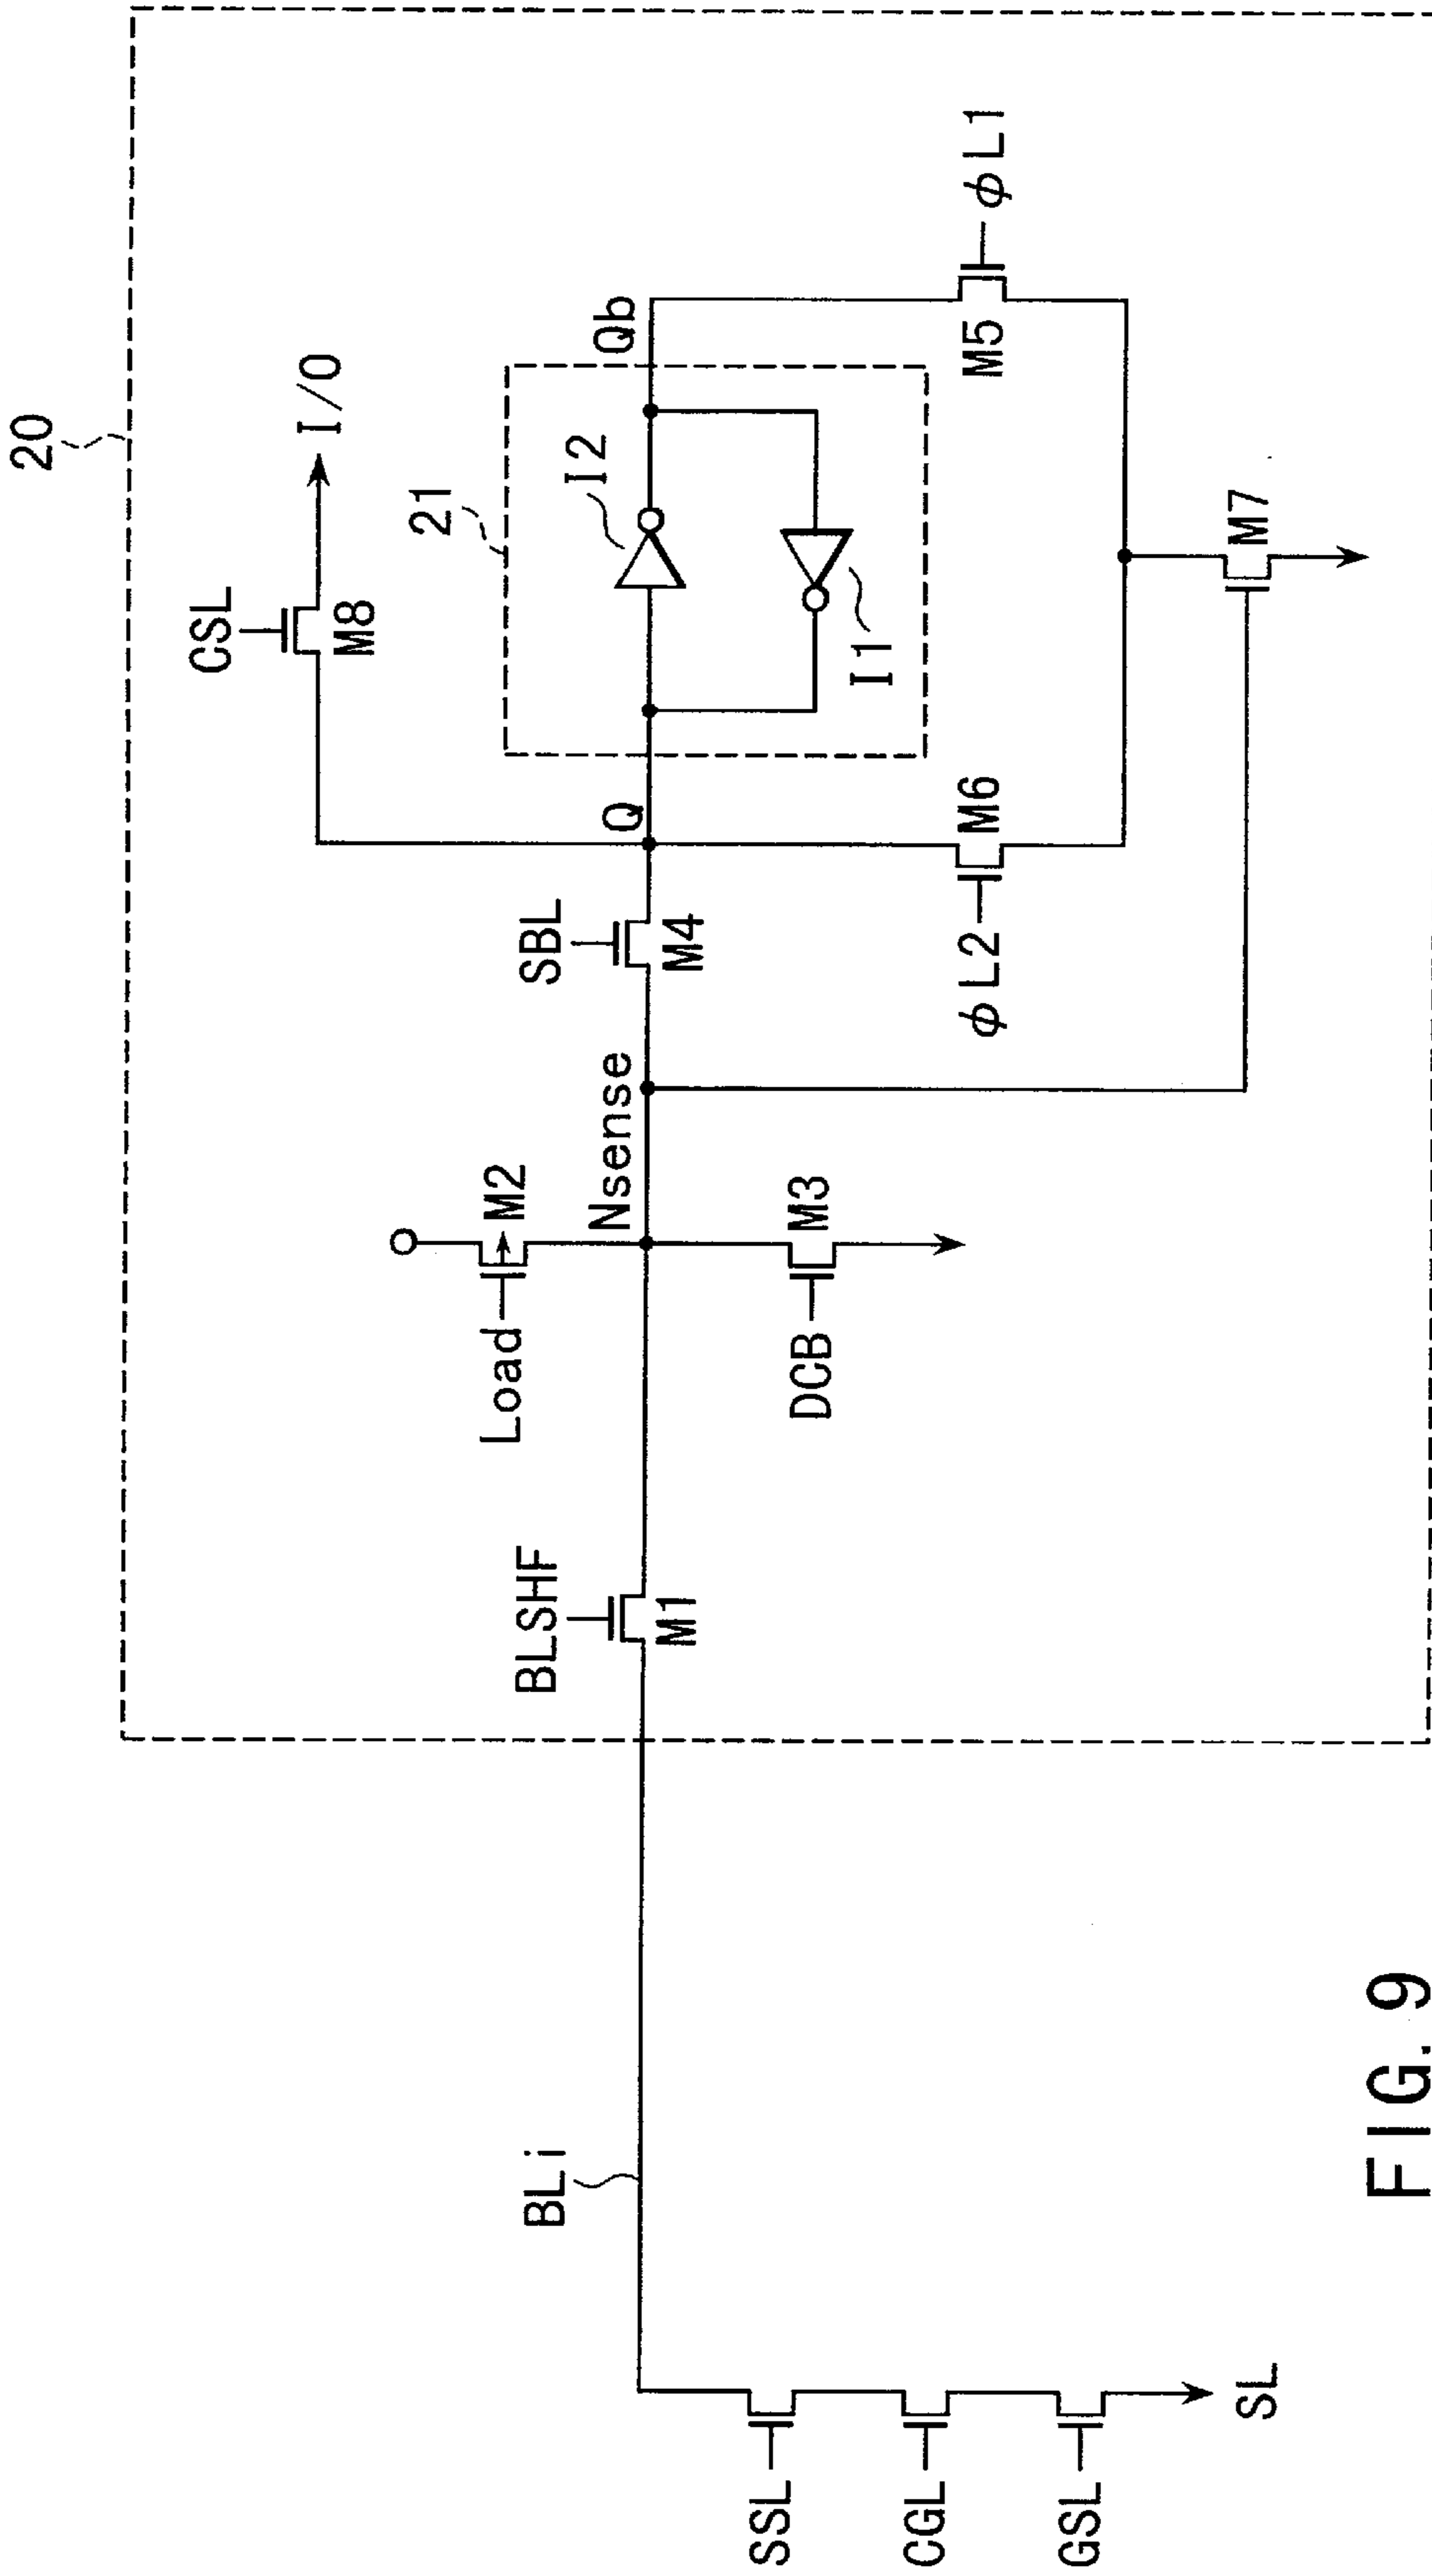 20
CSL
I/O
M8
21
I2
Qb
I1
Q
SBL
M4
Load
M2
Nsense
BLSHF
M1
BLi
DCB
M3
φL2
M6
M5
φL1
M7
SSL
CGL
GSL
SL
FIG. 9